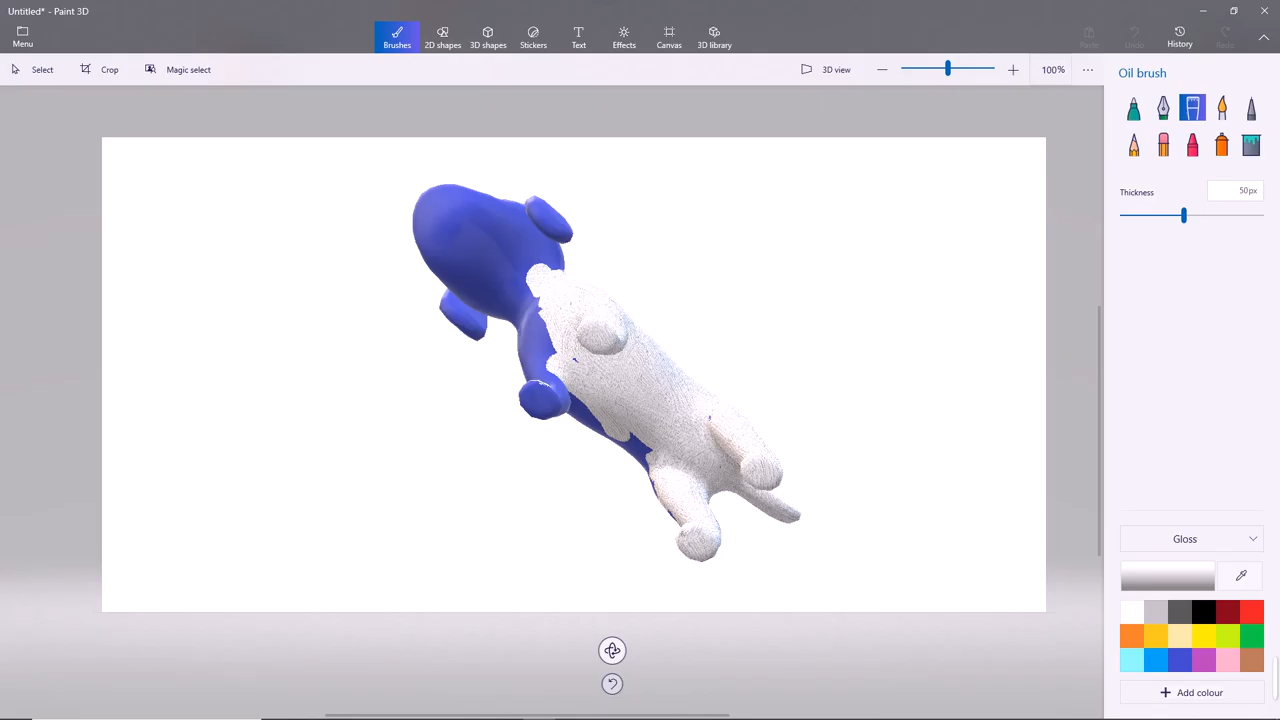 Untitled* - Paint 3D
Menu
Brushes
2D shapes
3D shapes
Stickers
Text
Effects
Canvas
3D library
Paste
Undo
History
Redo
Select
Crop
Magic select
3D view
100%
Oil brush
Thickness
50px
Gloss
Add colour